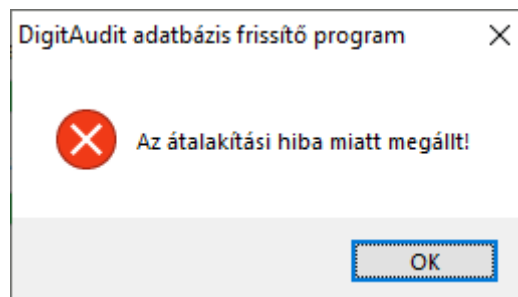 DigitAudit adatbázis frissítő program
Az átalakítási hiba miatt megállt!
OK